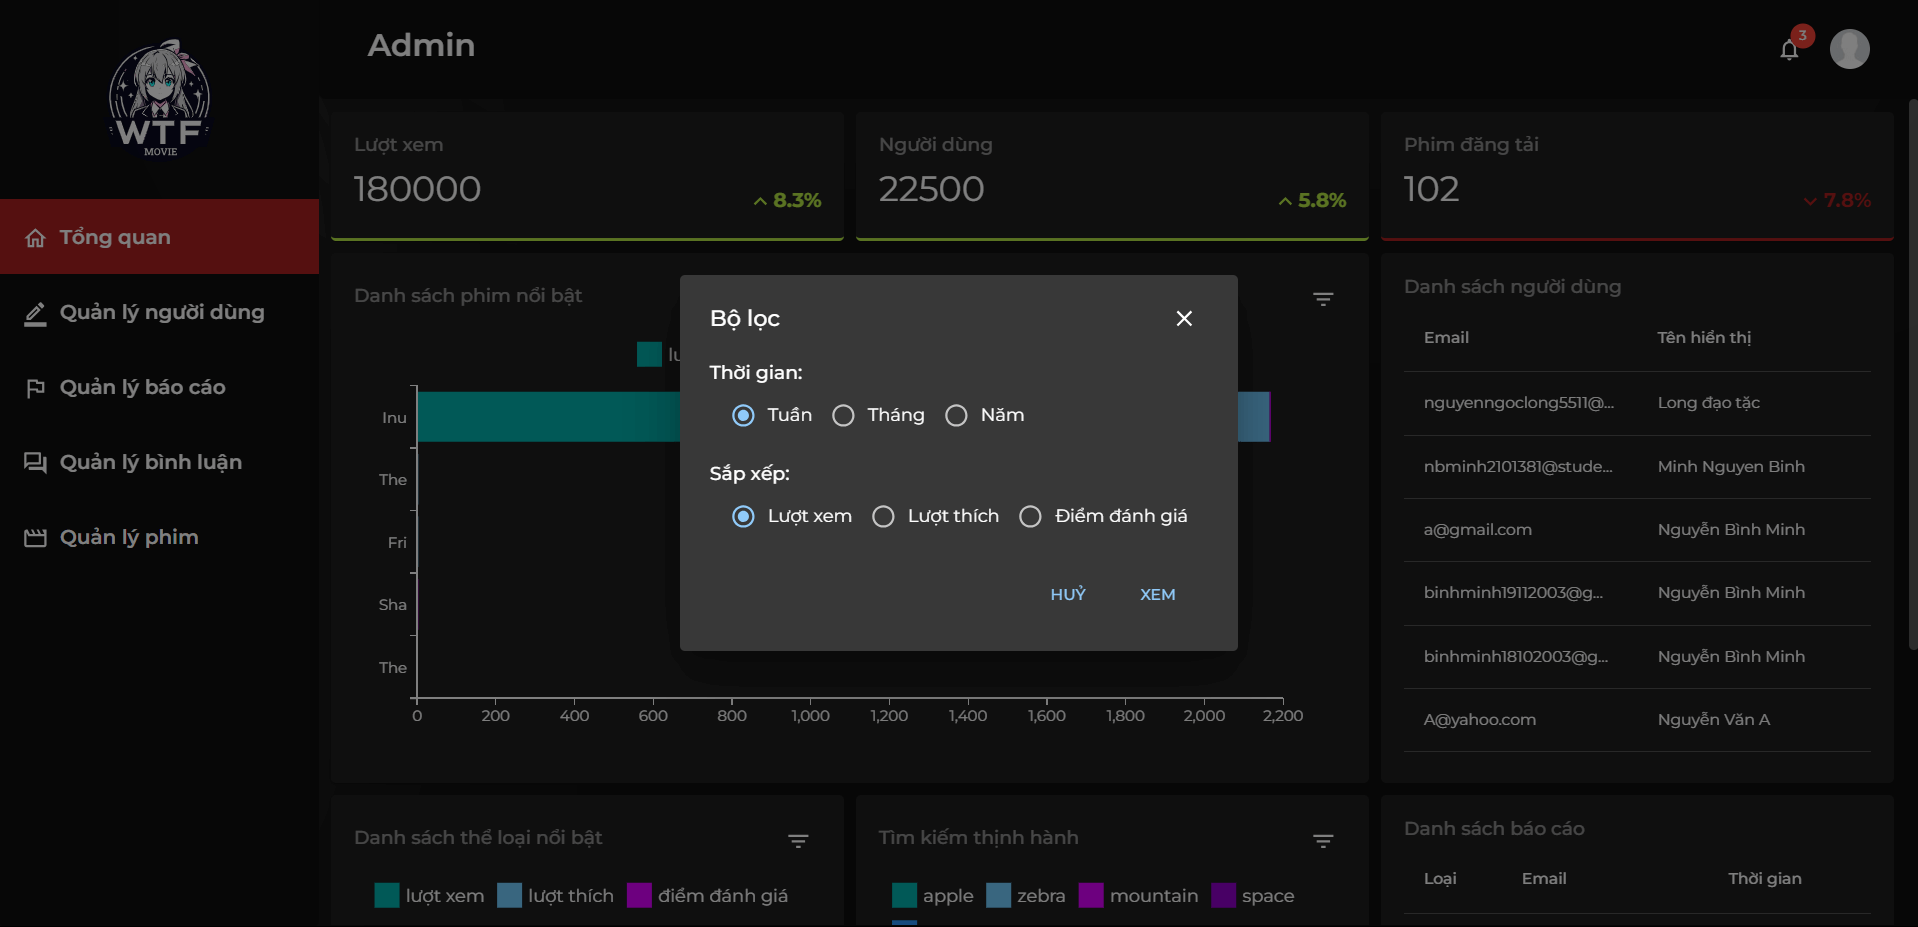 WTF
MOVIE
Tổng quan
Quản lý người dùng
Quản lý báo cáo
Quản lý bình luận
Quản lý phim
Admin
3
Lượt xem
180000
8.3%
Người dùng
22500
5.8%
Phim đăng tải
102
7.8%
Danh sách phim nổi bật
lư
Inu
The
Fri
Sha
The
0 200 400 600 800 1,000 1,200 1,400 1,600 1,800 2,000 2,200
Bộ lọc
Thời gian:
Tuần Tháng Năm
Sắp xếp:
Lượt xem Lượt thích Điểm đánh giá
HUỶ XEM
Danh sách người dùng
Email Tên hiển thị
nguyenngoclong5511@... Long đạo tặc
nbminh2101381@stude... Minh Nguyen Binh
a@gmail.com Nguyễn Bình Minh
binhminh19112003@g... Nguyễn Bình Minh
binhminh18102003@g... Nguyễn Bình Minh
A@yahoo.com Nguyễn Văn A
Danh sách thể loại nổi bật
lượt xem lượt thích điểm đánh giá
Tìm kiếm thịnh hành
apple zebra mountain space
Danh sách báo cáo
Loại Email Thời gian